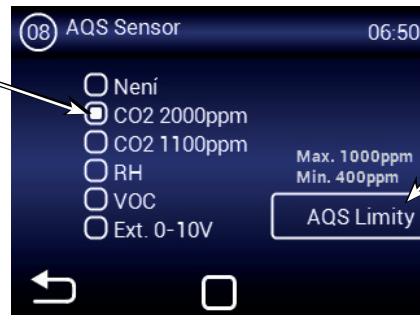 08 AQS Sensor 06:50
Není
CO2 2000ppm
CO2 1100ppm
RH
VOC
Ext. 0-10V
Max. 1000ppm
Min. 400ppm
AQS Limity